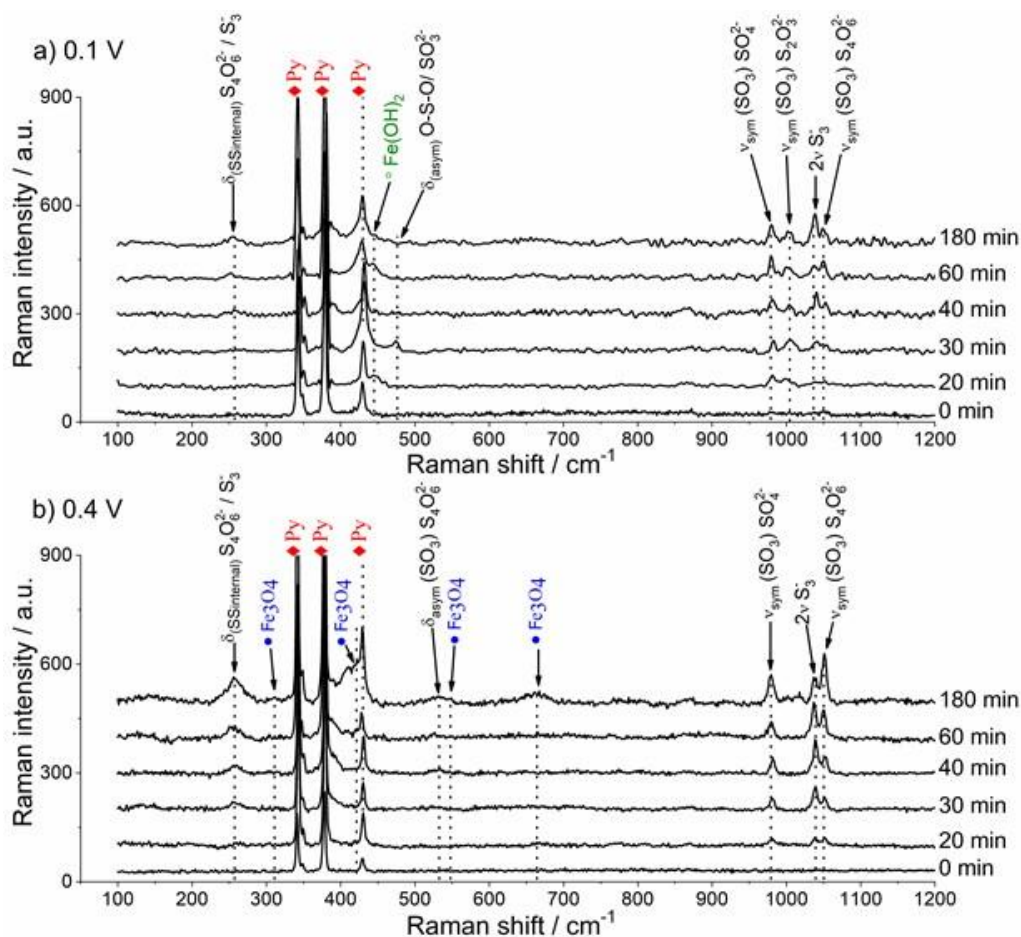 a) 0.1 V
δ(SSinternal) S₄O₆²⁻ / S₃⁻
◆Py
◆Py
◆Py
° Fe(OH)₂
δ(asym) O-S-O/ SO₃²⁻
νsym (SO₃) SO₄²⁻
νsym (SO₃) S₂O₃²⁻
2ν S₃⁻
νsym (SO₃) S₄O₆²⁻
Raman intensity / a.u.
900
600
300
0
180 min
60 min
40 min
30 min
20 min
0 min
100 200 300 400 500 600 700 800 900 1000 1100 1200
Raman shift / cm⁻¹
b) 0.4 V
δ(SSinternal) S₄O₆²⁻ / S₃⁻
● Fe3O4
◆Py
◆Py
● Fe3O4
◆Py
δasym (SO₃) S₄O₆²⁻
● Fe3O4
● Fe3O4
νsym (SO₃) SO₄²⁻
2ν S₃⁻
νsym (SO₃) S₄O₆²⁻
Raman intensity / a.u.
900
600
300
0
180 min
60 min
40 min
30 min
20 min
0 min
100 200 300 400 500 600 700 800 900 1000 1100 1200
Raman shift / cm⁻¹